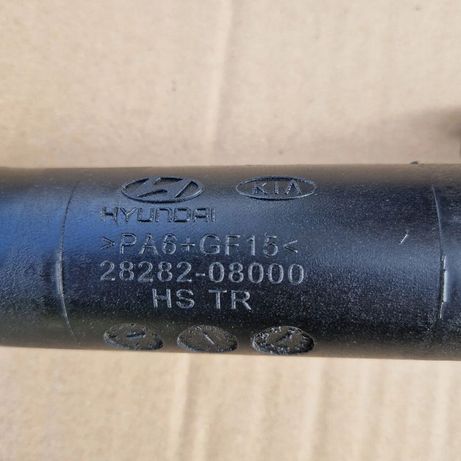 KIA
HYUNDAI
>PA6+GF15<
28282-08000
HS TR